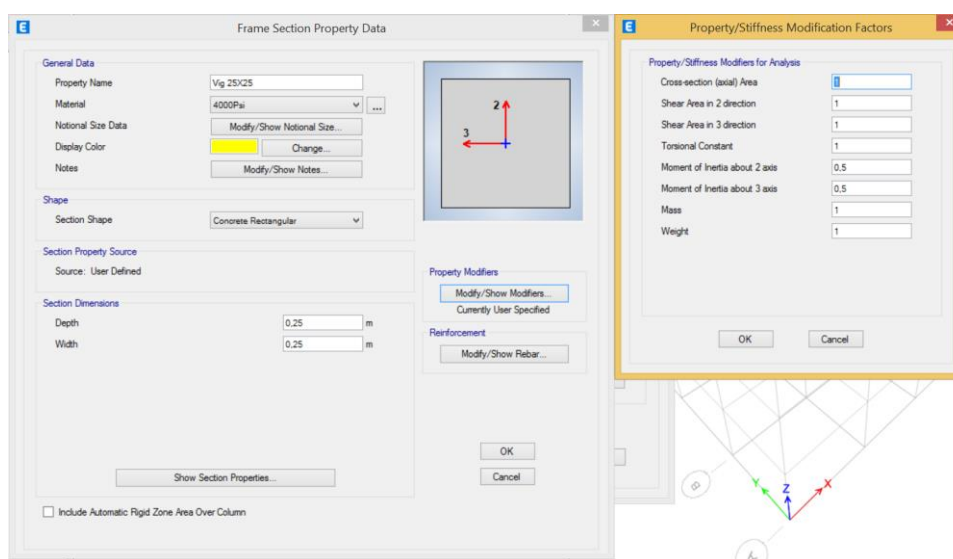 E Frame Section Property Data
General Data
Property Name Vig 25X25
Material 4000Psi ...
Notional Size Data Modify/Show Notional Size...
Display Color Change...
Notes Modify/Show Notes...
Shape
Section Shape Concrete Rectangular
Section Property Source
Source: User Defined
Section Dimensions
Depth 0,25 m
Width 0,25 m
Show Section Properties...
Include Automatic Rigid Zone Area Over Column
2
3
Property Modifiers
Modify/Show Modifiers...
Currently User Specified
Reinforcement
Modify/Show Rebar...
OK
Cancel
E Property/Stiffness Modification Factors
Property/Stiffness Modifiers for Analysis
Cross-section (axial) Area 1
Shear Area in 2 direction 1
Shear Area in 3 direction 1
Torsional Constant 1
Moment of Inertia about 2 axis 0,5
Moment of Inertia about 3 axis 0,5
Mass 1
Weight 1
OK Cancel
B
Y Z X